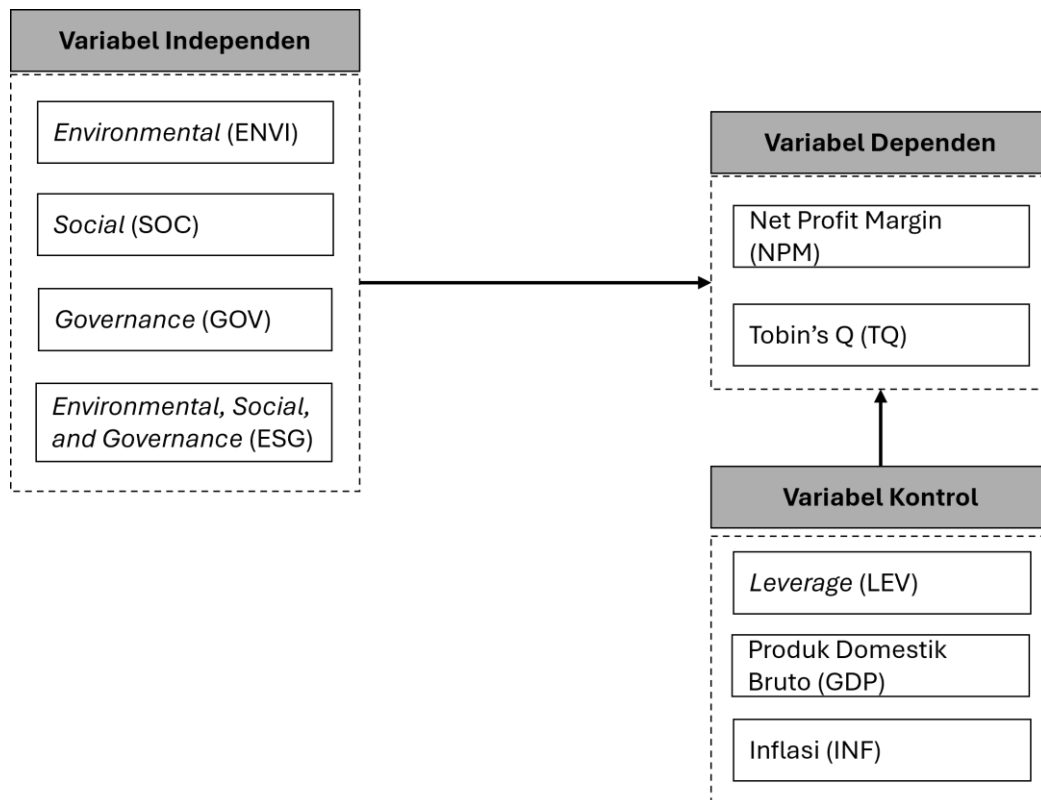 Variabel Independen
Environmental (ENVI)
Social (SOC)
Governance (GOV)
Environmental, Social,
and Governance (ESG)
Variabel Dependen
Net Profit Margin
(NPM)
Tobin’s Q (TQ)
Variabel Kontrol
Leverage (LEV)
Produk Domestik
Bruto (GDP)
Inflasi (INF)